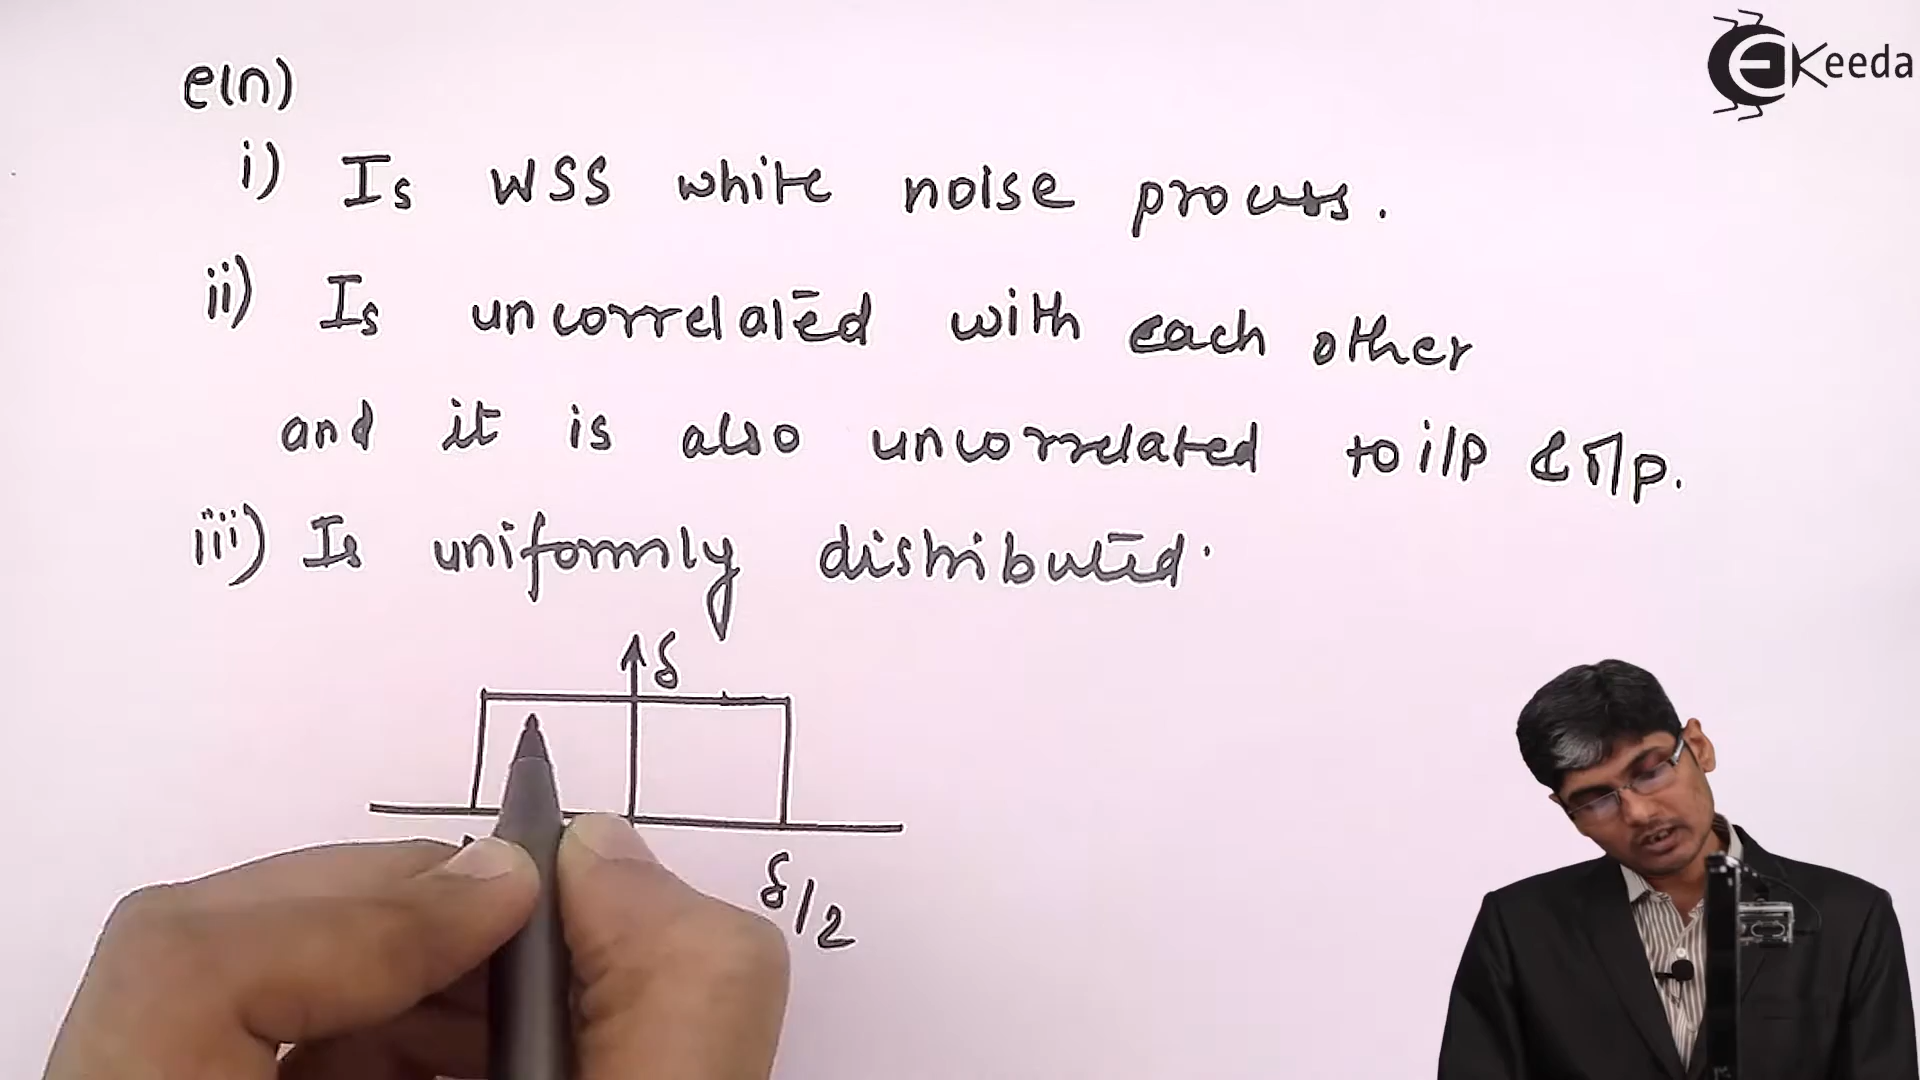 EKeeda
e(n)
i) Is WSS white noise process.
ii) Is uncorrelated with each other
and it is also uncorrelated to i/p &
iii) Is uniformly distributed.
δ
δ/2